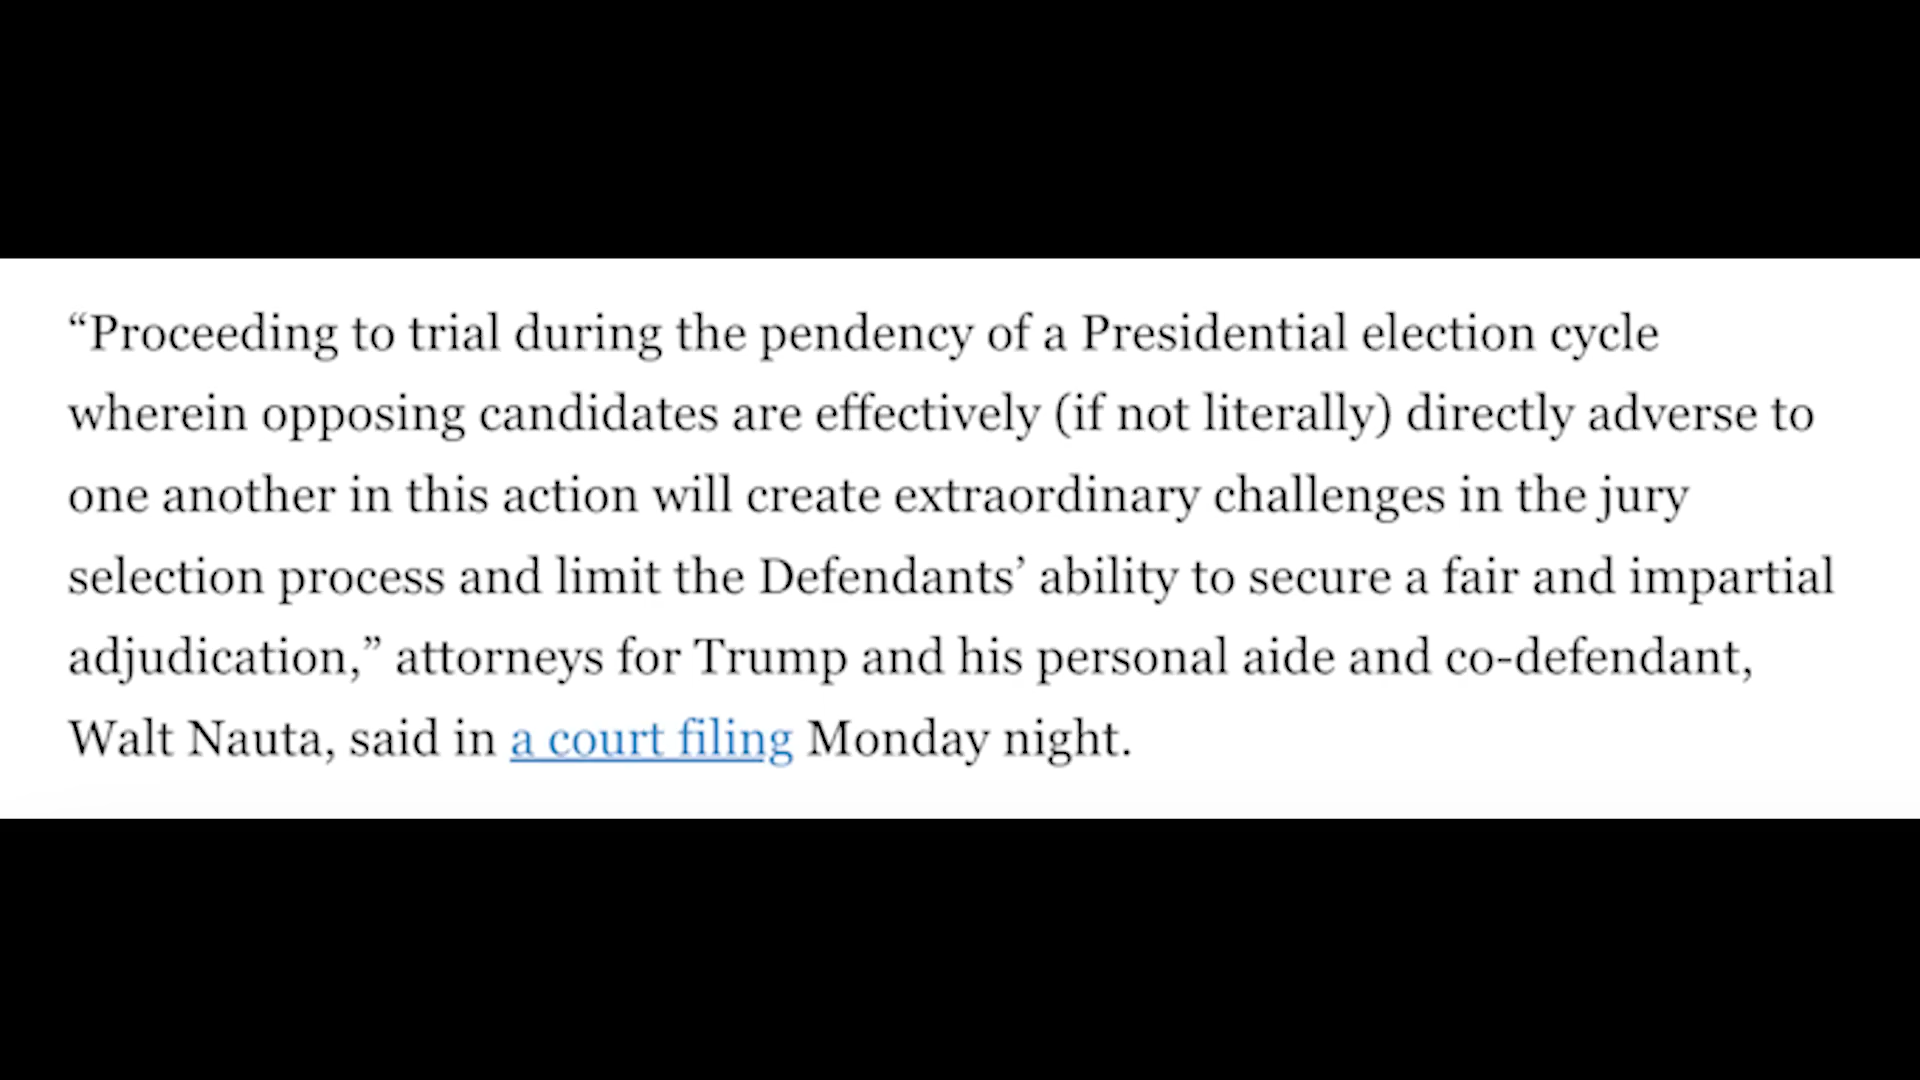 “Proceeding to trial during the pendency of a Presidential election cycle
wherein opposing candidates are effectively (if not literally) directly adverse to
one another in this action will create extraordinary challenges in the jury
selection process and limit the Defendants’ ability to secure a fair and impartial
adjudication,” attorneys for Trump and his personal aide and co-defendant,
Walt Nauta, said in a court filing Monday night.